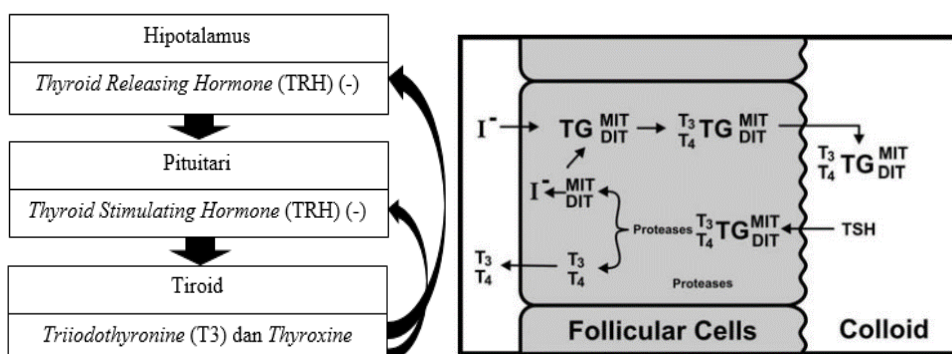 Hipotalamus
Thyroid Releasing Hormone (TRH) (-)
Pituitari
Thyroid Stimulating Hormone (TRH) (-)
Tiroid
Triiodothyronine (T3) dan Thyroxine
I⁻
TG MIT
DIT
T3
T4 TG MIT
DIT
T3
T4 TG MIT
DIT
I⁻ MIT
DIT
Proteases
T3
T4 TG MIT
DIT
TSH
T3
T4
T3
T4
Proteases
Follicular Cells
Colloid